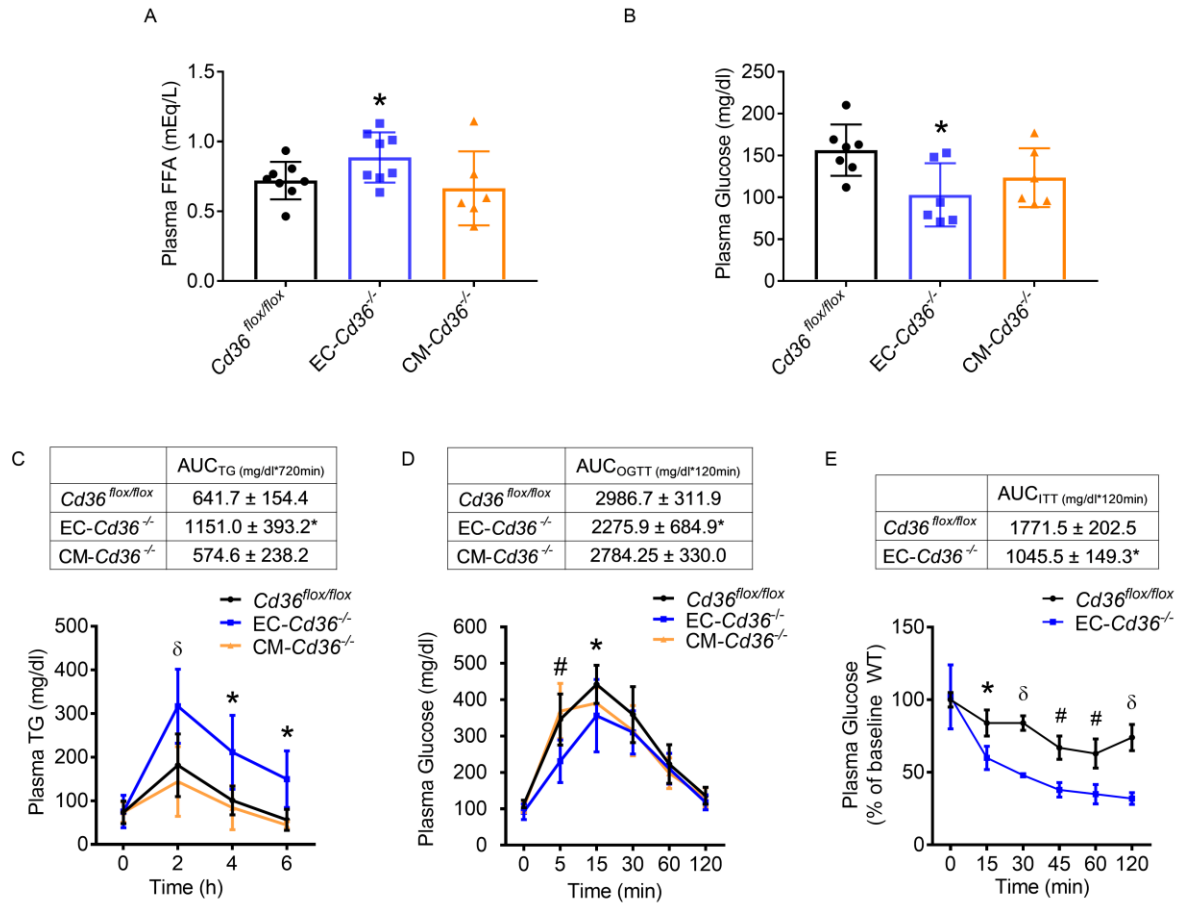 A
Plasma FFA (mEq/L)
1.5
1.0
0.5
0.0
*
Cd36 flox/flox
EC-Cd36-/-
CM-Cd36-/-
B
Plasma Glucose (mg/dl)
250
200
150
100
50
0
*
Cd36 flox/flox
EC-Cd36-/-
CM-Cd36-/-
C
AUCTG (mg/dl*720min)
Cd36 flox/flox 641.7 ± 154.4
EC-Cd36 -/- 1151.0 ± 393.2*
CM-Cd36 -/- 574.6 ± 238.2
Cd36flox/flox
EC-Cd36-/-
CM-Cd36-/-
Plasma TG (mg/dl)
500
400
300
200
100
0
δ
*
*
0 2 4 6
Time (h)
D
AUCOGTT (mg/dl*120min)
Cd36 flox/flox 2986.7 ± 311.9
EC-Cd36 -/- 2275.9 ± 684.9*
CM-Cd36 -/- 2784.25 ± 330.0
Cd36flox/flox
EC-Cd36-/-
CM-Cd36-/-
Plasma Glucose (mg/dl)
600
500
400
300
200
100
0
#
*
0 5 15 30 60 120
Time (min)
E
AUCITT (mg/dl*120min)
Cd36 flox/flox 1771.5 ± 202.5
EC-Cd36 -/- 1045.5 ± 149.3*
Cd36flox/flox
EC-Cd36-/-
Plasma Glucose
(% of baseline WT)
150
100
50
0
*
δ
#
#
δ
0 15 30 45 60 120
Time (min)